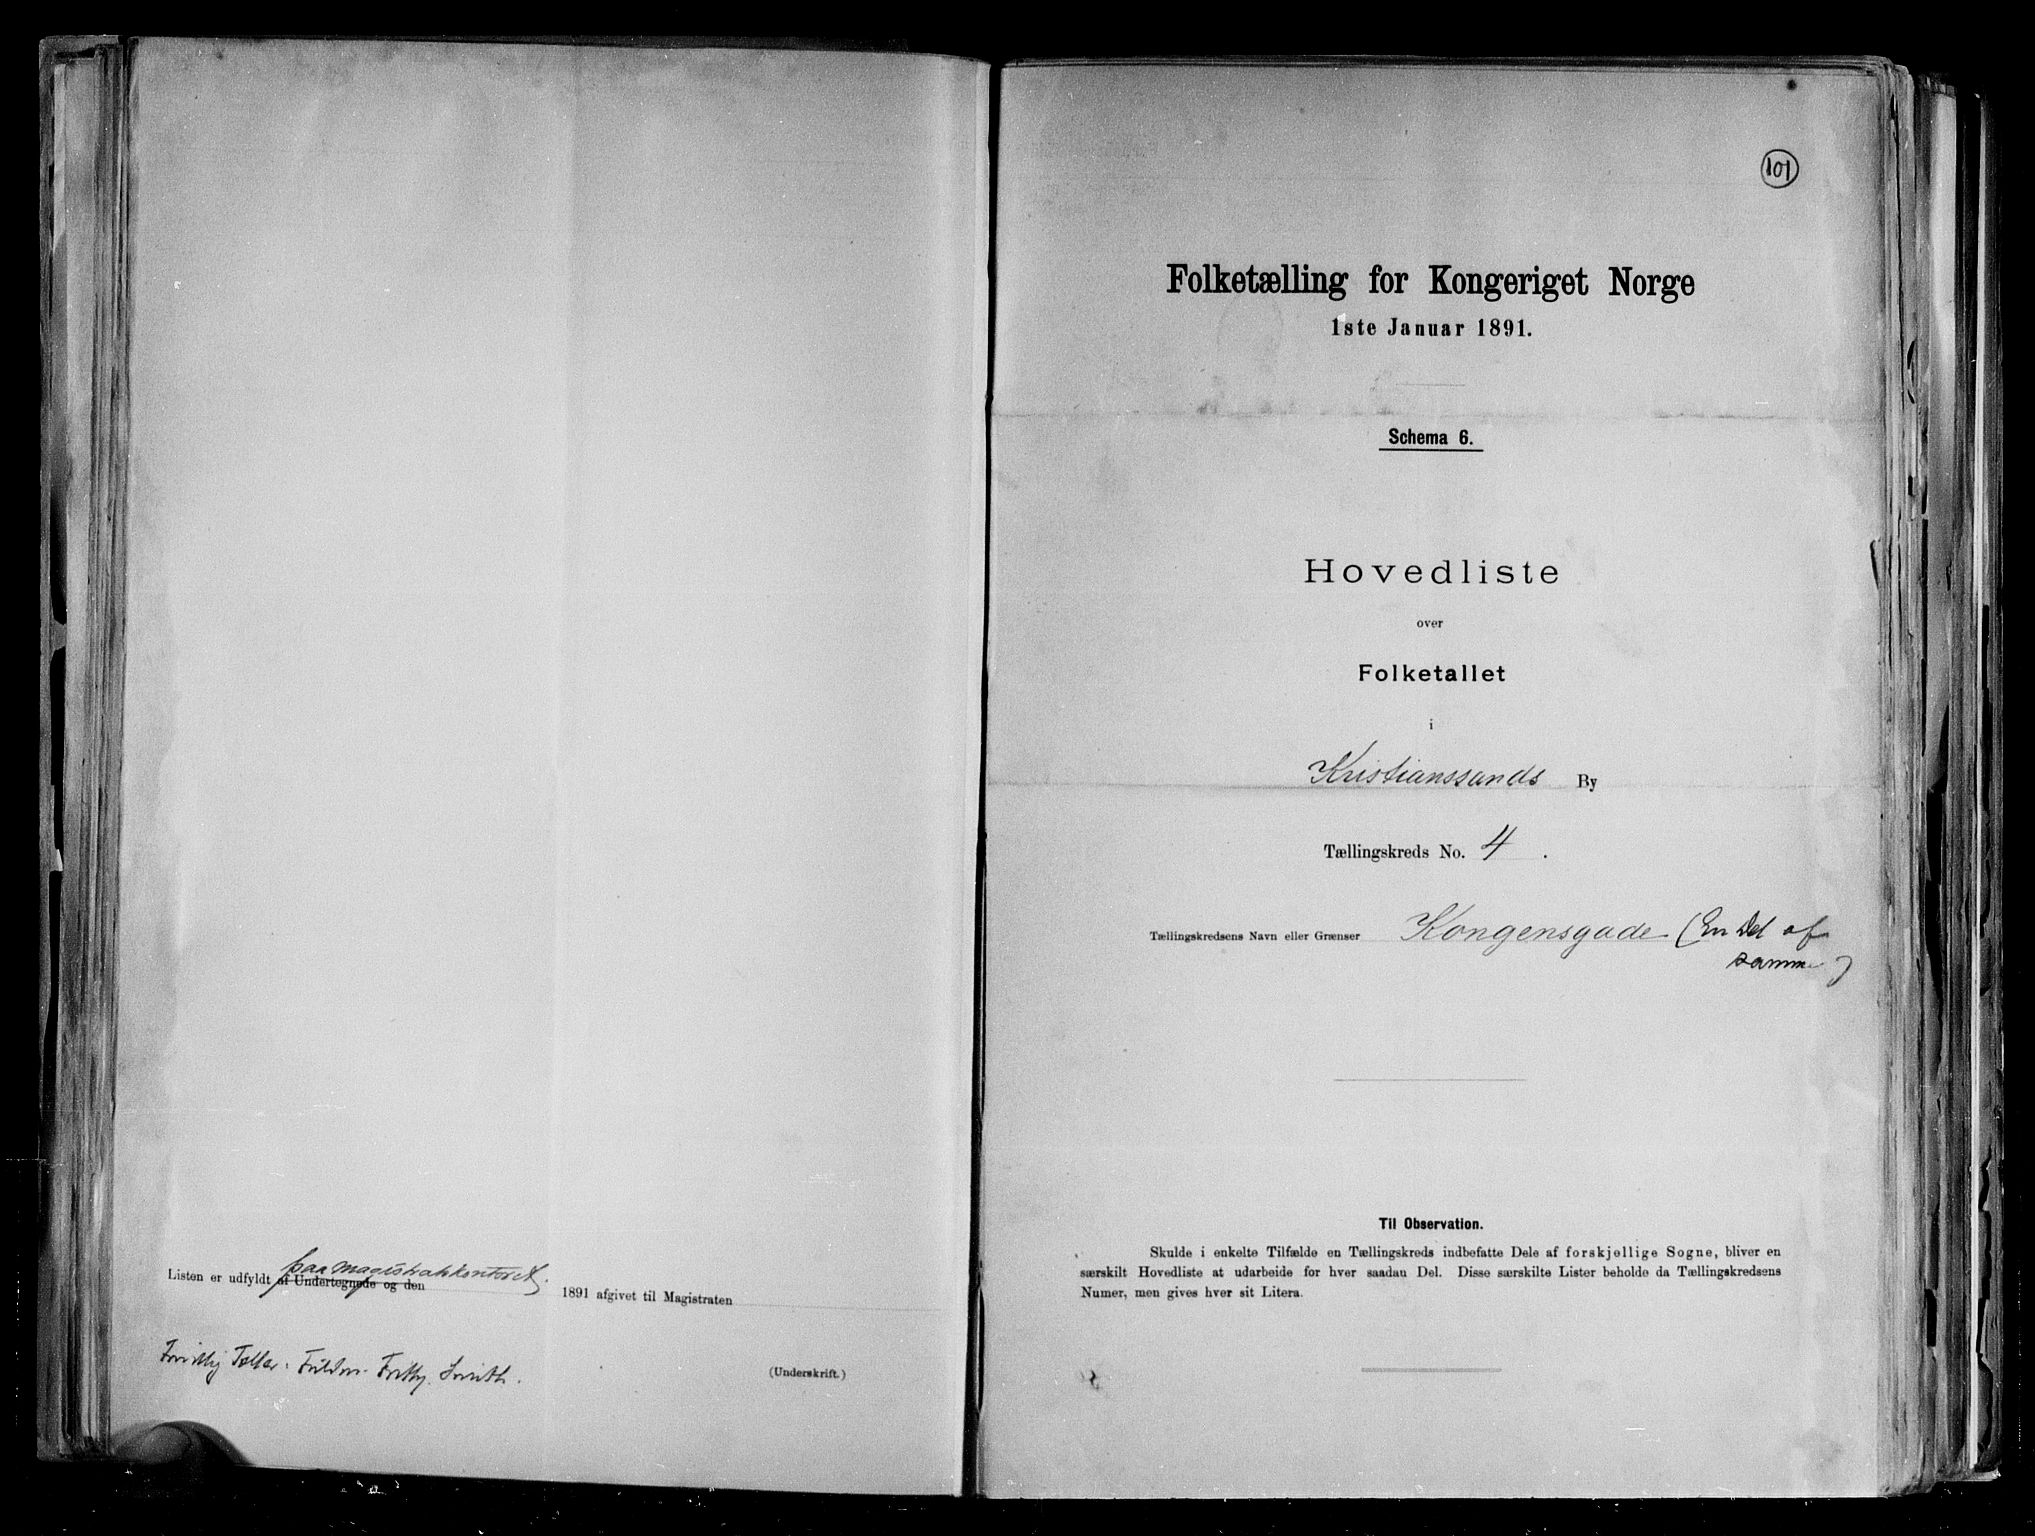 paa Magistratskontoret.
Listen er udfyldt af Undertegnede og den 1891 afgivet til Magistraten
Smith.
(Underskrift.)
101
Folketælling for Kongeriget Norge
1ste Januar 1891.
Schema 6.
Hovedliste
over
Folketallet
i
Kristianssands By
Tællingskreds No. 4.
Tællingskredsens Navn eller Grænser Kongensgade (En Del af
samme)
Til Observation.
Skulde i enkelte Tilfælde en Tællingskreds indbefatte Dele af forskjellige Sogne, bliver en
særskilt Hovedliste at udarbeide for hver saadan Del. Disse særskilte Lister beholde da Tællingskredsens
Numer, men gives hver sit Litera.